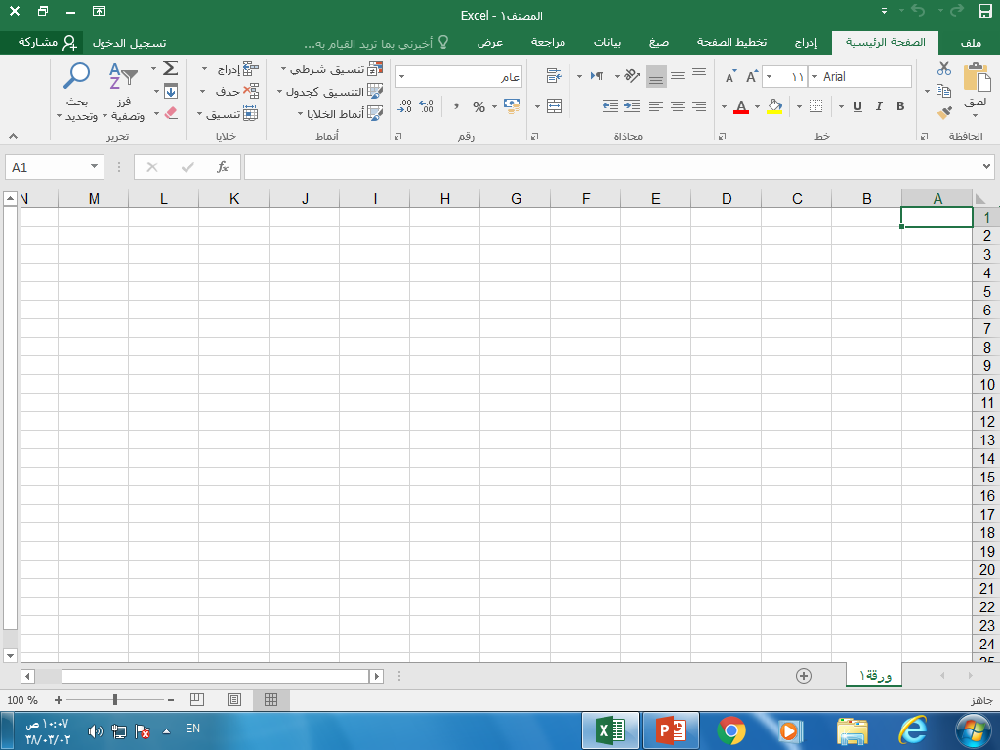 المصنف١ - Excel
ملف الصفحة الرئيسية إدراج تخطيط الصفحة صيغ بيانات مراجعة عرض أخبرني بما تريد القيام به... تسجيل الدخول مشاركة
لصق
الحافظة
Arial ١١
B I U
خط
محاذاة
عام
%
رقم
تنسيق شرطي
التنسيق كجدول
أنماط الخلايا
أنماط
إدراج
حذف
تنسيق
خلايا
فرز وتصفية
بحث وتحديد
تحرير
A1
fx
A B C D E F G H I J K L M N
1
2
3
4
5
6
7
8
9
10
11
12
13
14
15
16
17
18
19
20
21
22
23
24
25
ورقة١
جاهز
100 %
EN
١٠:٠٧ ص
٣٨/٠٣/٠٢